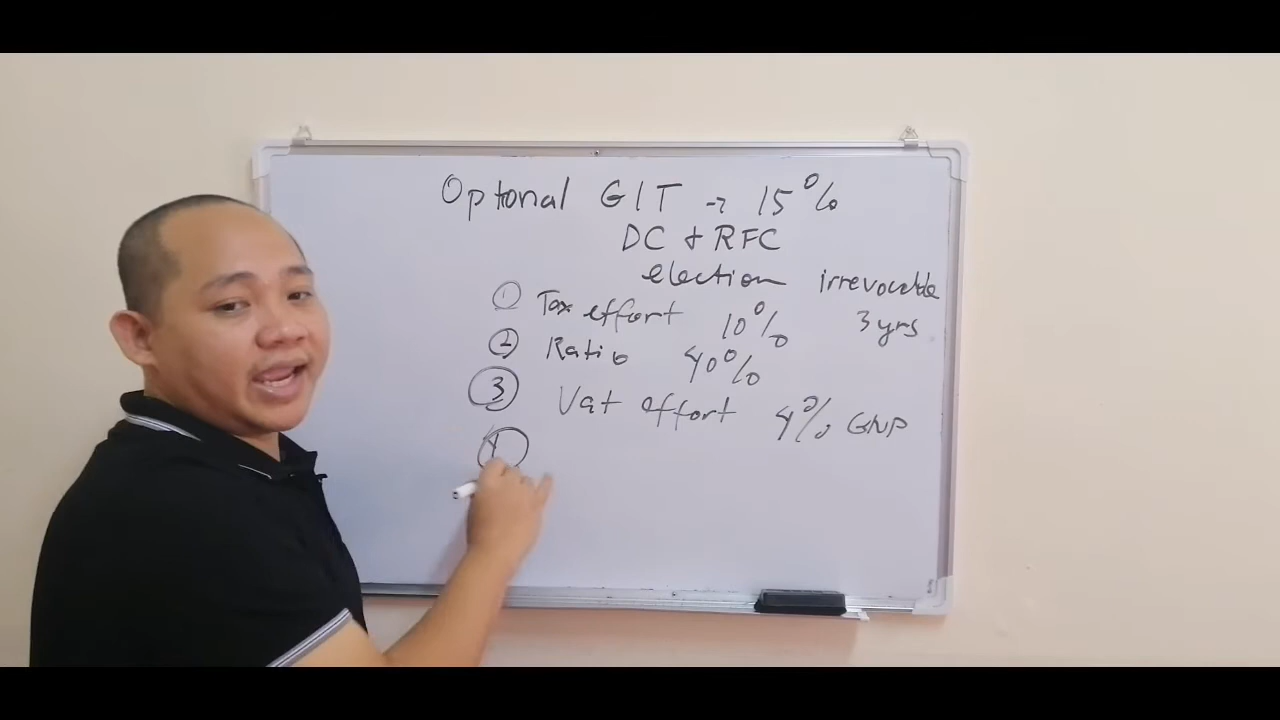 Optonal GIT → 15%
DC & RFC
election irrevocable
① Tax effort 10% 3 yrs
② Ratio 40%
③ Vat effort 4% GNP
④